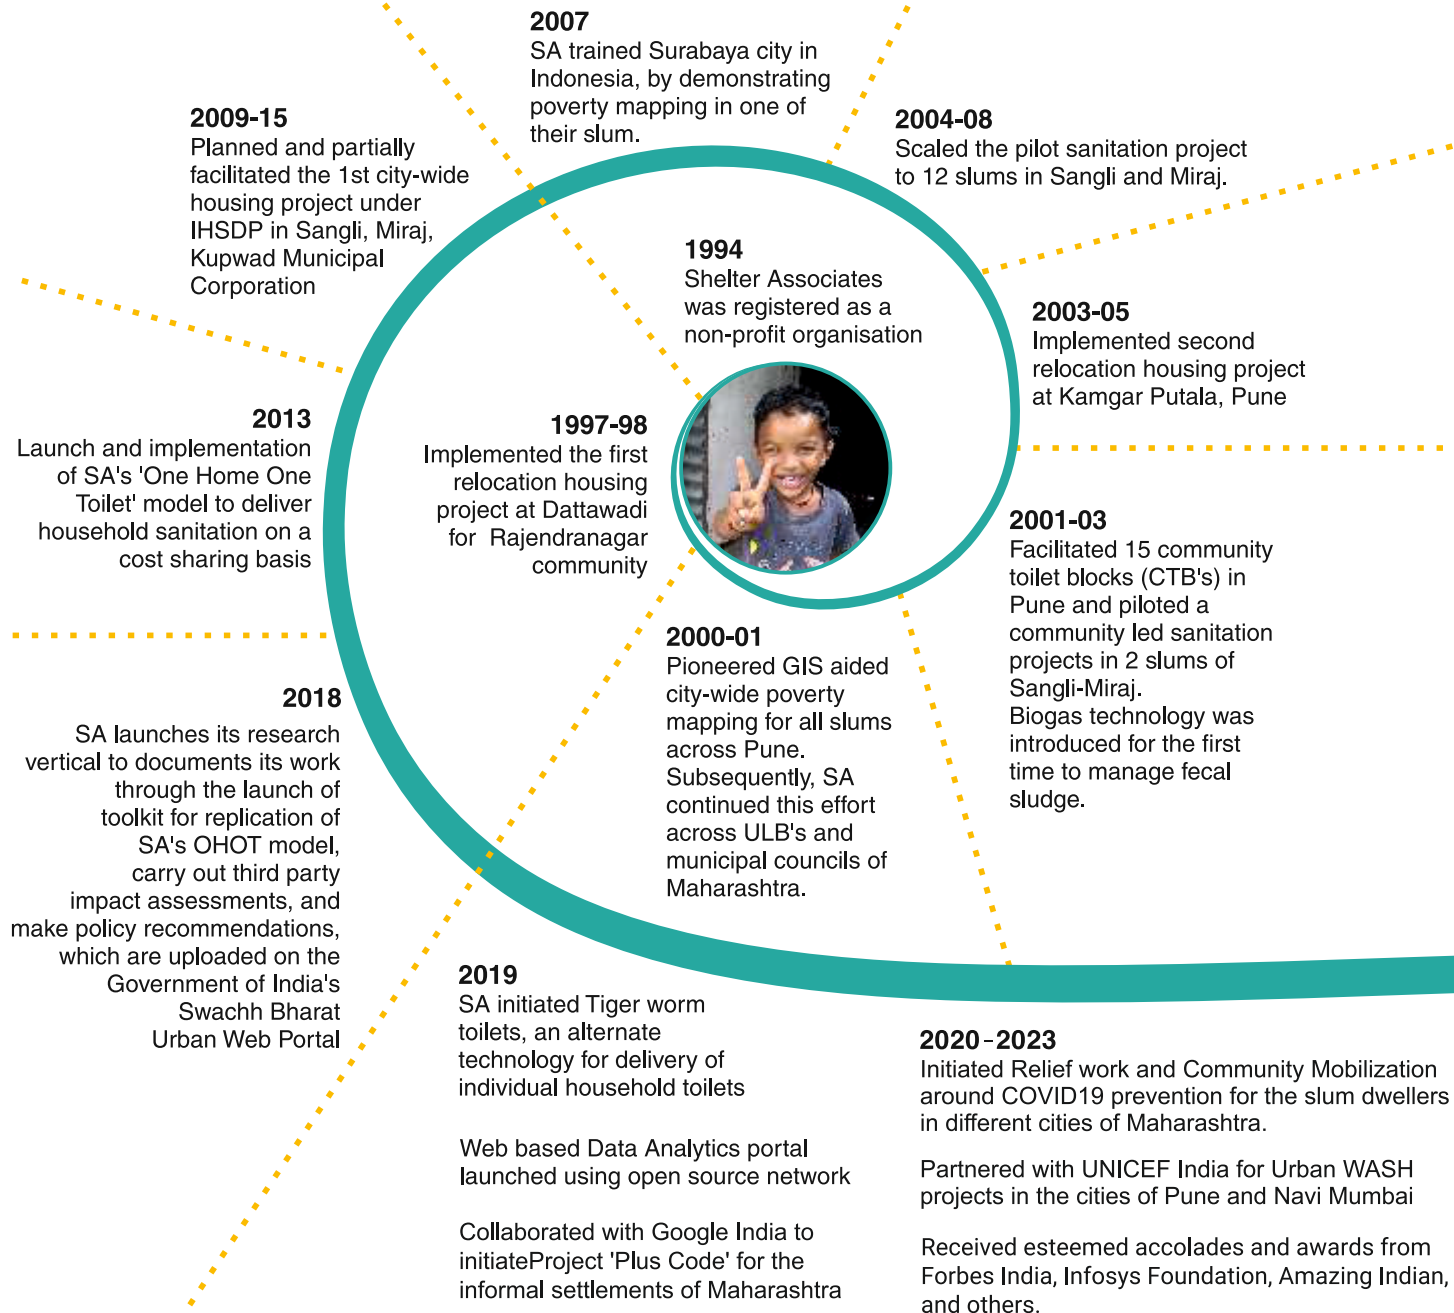 1994
Shelter Associates
was registered as a
non-profit organisation
1997-98
Implemented the first
relocation housing
project at Dattawadi
for Rajendranagar
community
2000-01
Pioneered GIS aided
city-wide poverty
mapping for all slums
across Pune.
Subsequently, SA
continued this effort
across ULB's and
municipal councils of
Maharashtra.
2001-03
Facilitated 15 community
toilet blocks (CTB's) in
Pune and piloted a
community led sanitation
projects in 2 slums of
Sangli-Miraj.
Biogas technology was
introduced for the first
time to manage fecal
sludge.
2003-05
Implemented second
relocation housing project
at Kamgar Putala, Pune
2004-08
Scaled the pilot sanitation project
to 12 slums in Sangli and Miraj.
2007
SA trained Surabaya city in
Indonesia, by demonstrating
poverty mapping in one of
their slum.
2009-15
Planned and partially
facilitated the 1st city-wide
housing project under
IHSDP in Sangli, Miraj,
Kupwad Municipal
Corporation
2013
Launch and implementation
of SA's 'One Home One
Toilet' model to deliver
household sanitation on a
cost sharing basis
2018
SA launches its research
vertical to documents its work
through the launch of
toolkit for replication of
SA's OHOT model,
carry out third party
impact assessments, and
make policy recommendations,
which are uploaded on the
Government of India's
Swachh Bharat
Urban Web Portal
2019
SA initiated Tiger worm
toilets, an alternate
technology for delivery of
individual household toilets
Web based Data Analytics portal
launched using open source network
Collaborated with Google India to
initiateProject 'Plus Code' for the
informal settlements of Maharashtra
2020-2023
Initiated Relief work and Community Mobilization
around COVID19 prevention for the slum dwellers
in different cities of Maharashtra.
Partnered with UNICEF India for Urban WASH
projects in the cities of Pune and Navi Mumbai
Received esteemed accolades and awards from
Forbes India, Infosys Foundation, Amazing Indian,
and others.